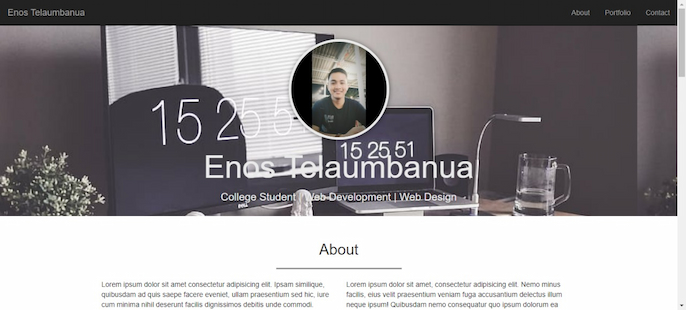 Enos Telaumbanua
About Portfolio Contact
15 25 5
15 25 51
Enos Telaumbanua
College Student | Web Development | Web Design
DELL
About
Lorem ipsum dolor sit amet consectetur adipisicing elit. Ipsam similique,
quibusdam ad quis saepe facere eveniet, ullam praesentium sed hic, iure
cum minima nihil deserunt facilis dignissimos debitis unde commodi.
Lorem ipsum dolor sit amet, consectetur adipisicing elit. Nemo minus
facilis, eius velit praesentium veniam fuga accusantium delectus illum
neque ipsum! Quibusdam nemo consequatur quo ipsum dolorum ea